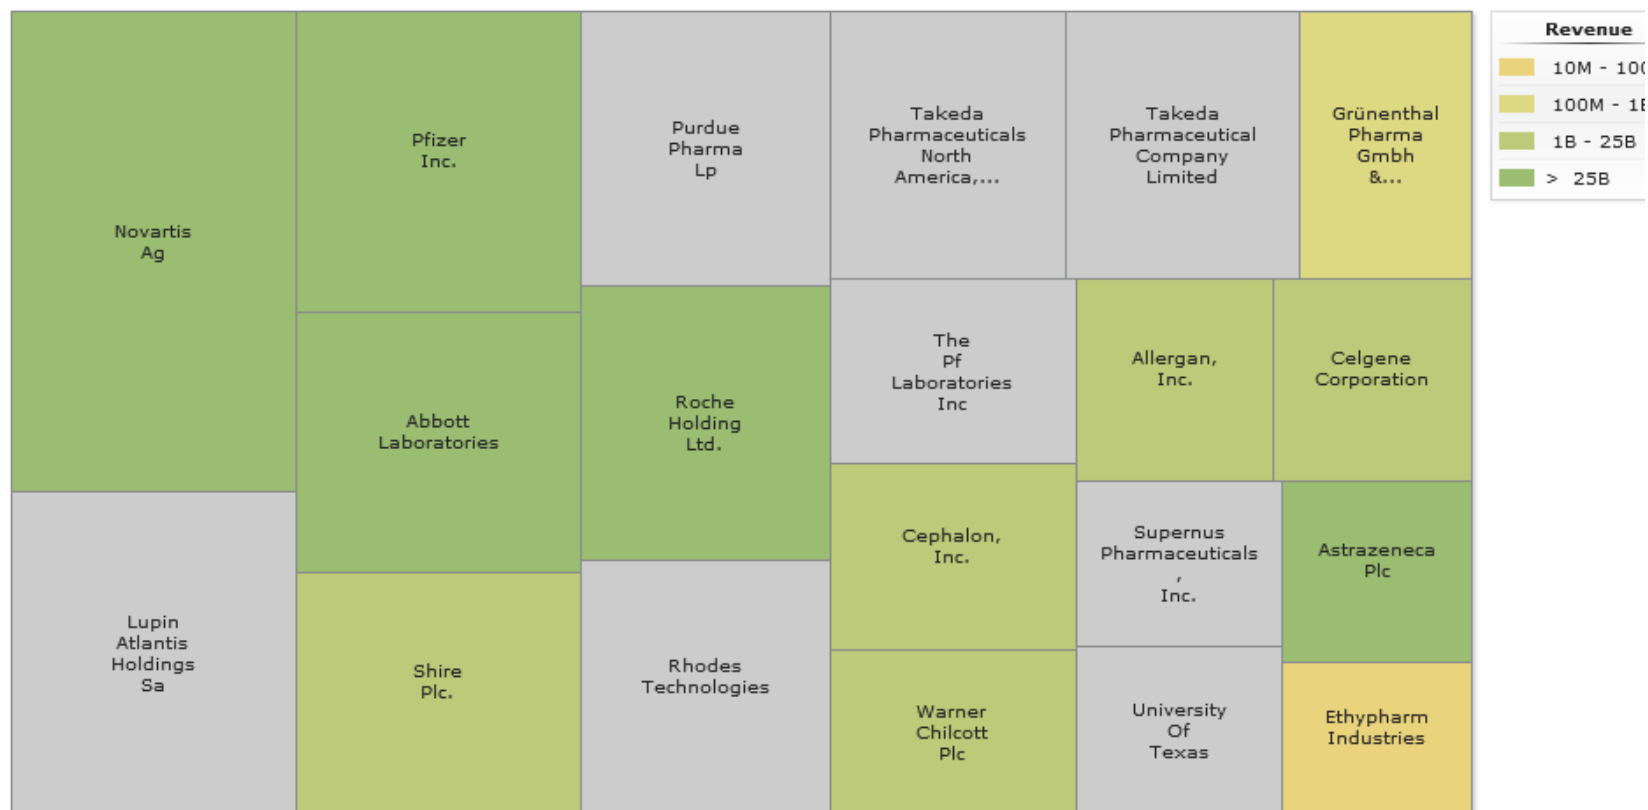 Novartis
Ag
Lupin
Atlantis
Holdings
Sa
Pfizer
Inc.
Abbott
Laboratories
Shire
Plc.
Purdue
Pharma
Lp
Roche
Holding
Ltd.
Rhodes
Technologies
Takeda
Pharmaceuticals
North
America,...
Takeda
Pharmaceutical
Company
Limited
Grünenthal
Pharma
Gmbh
&...
The
Pf
Laboratories
Inc
Allergan,
Inc.
Celgene
Corporation
Cephalon,
Inc.
Supernus
Pharmaceuticals
,
Inc.
Astrazeneca
Plc
Warner
Chilcott
Plc
University
Of
Texas
Ethypharm
Industries
Revenue
10M - 100
100M - 1B
1B - 25B
> 25B